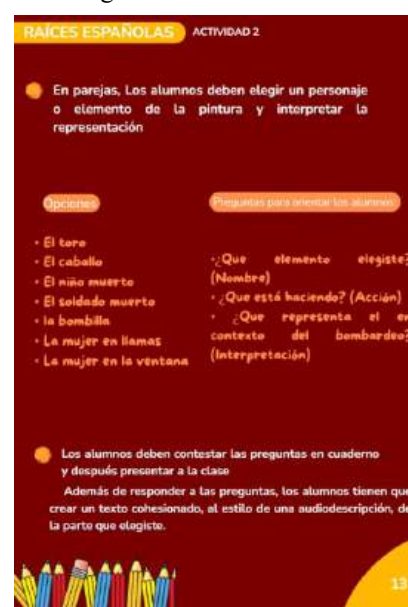 RAÍCES ESPAÑOLAS ACTIVIDAD 2
En parejas, Los alumnos deben elegir un personaje
o elemento de la pintura y interpretar la
representación
Opciones
• El toro
• El caballo
• El niño muerto
• El soldado muerto
• la bombilla
• La mujer en llamas
• La mujer en la ventana
Preguntas para orientar los alumnos
•¿Que elemento elegiste?
(Nombre)
• ¿Que está haciendo? (Acción)
• ¿Que representa el en
contexto del bombardeo?
(Interpretación)
Los alumnos deben contestar las preguntas en cuaderno
y después presentar a la clase
Además de responder a las preguntas, los alumnos tienen que
crear un texto cohesionado, al estilo de una audiodescripción, de
la parte que elegiste.
13